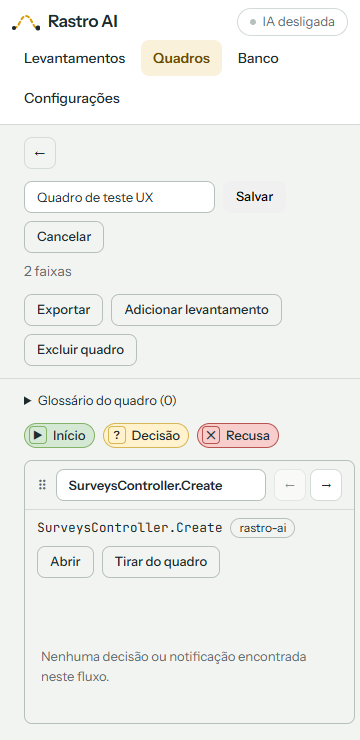 Rastro AI
IA desligada
Levantamentos Quadros Banco
Configurações
←
Quadro de teste UX Salvar
Cancelar
2 faixas
Exportar Adicionar levantamento
Excluir quadro
▶ Glossário do quadro (0)
▶ Início ? Decisão ✕ Recusa
SurveysController.Create ← →
SurveysController.Create rastro-ai
Abrir Tirar do quadro
Nenhuma decisão ou notificação encontrada
neste fluxo.